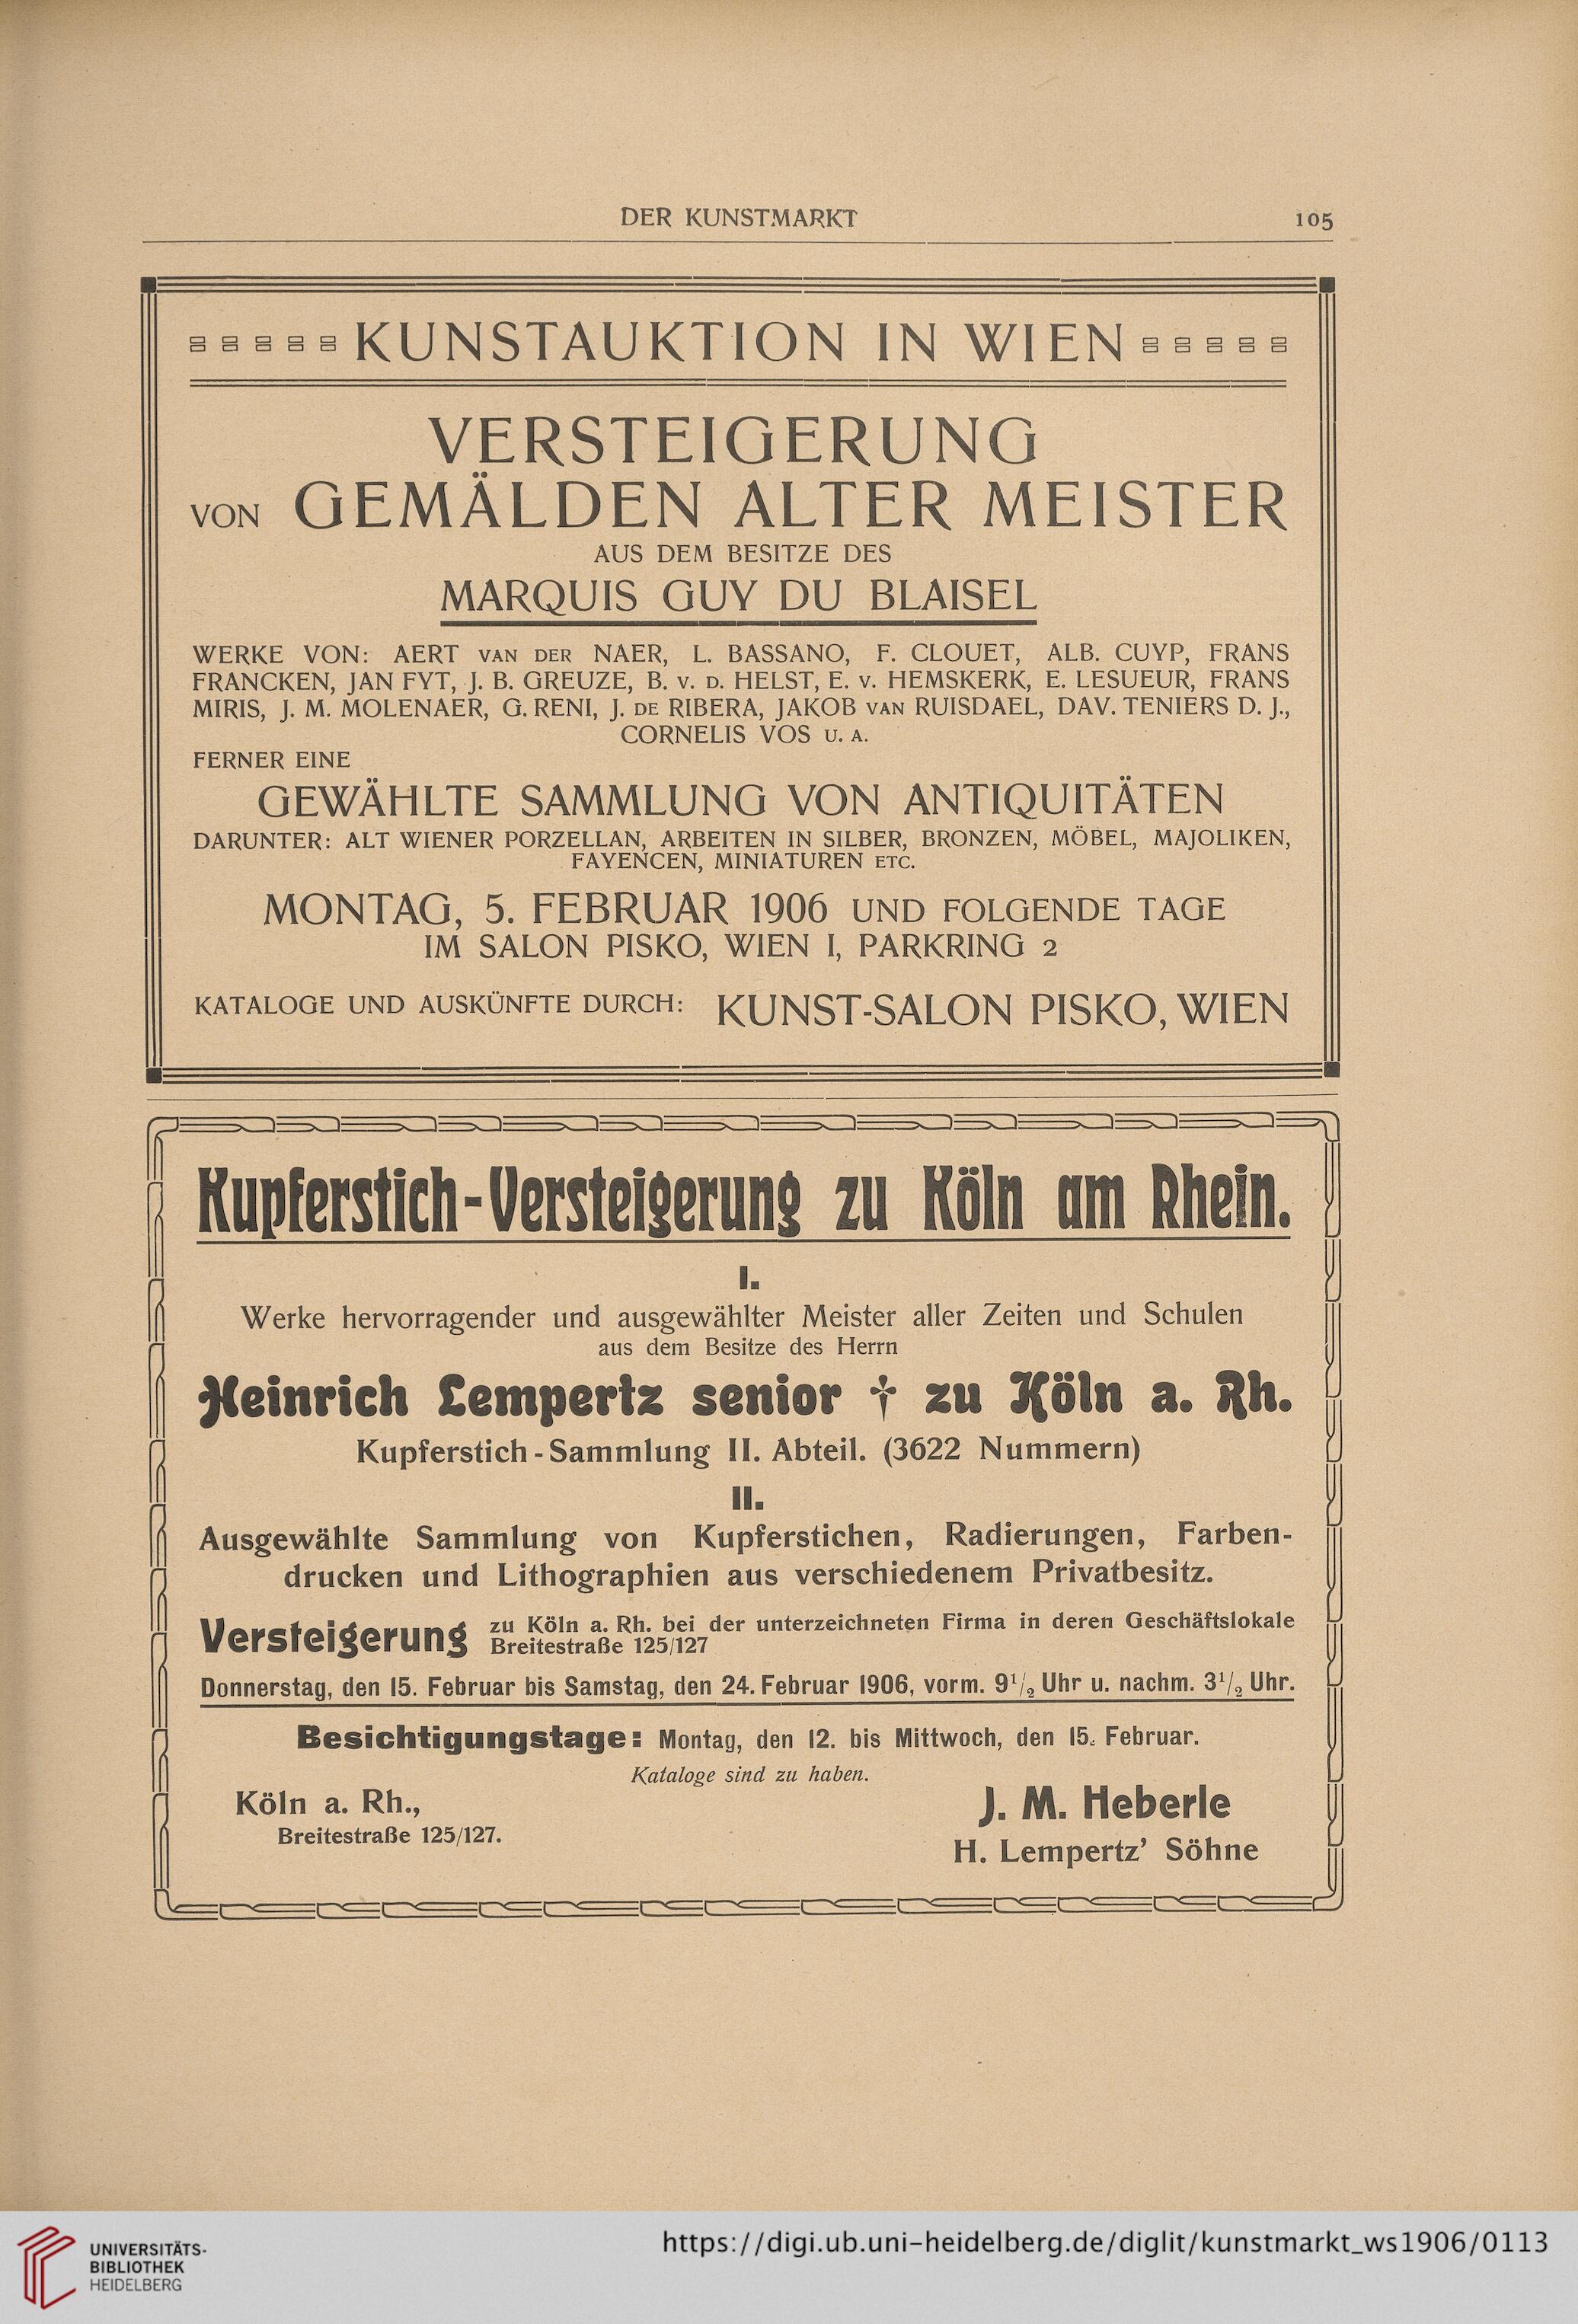 DER KUNSTMARKT 105
KUNSTAUKTION IN WIEN
VERSTEIGERUNG
VON GEMÄLDEN ALTER MEISTER
AUS DEM BESITZE DES
MARQUIS GUY DU BLAISEL
WERKE VON: AERT VAN DER NAER, L. BASSANO, F. CLOUET, ALB. CUYP, FRANS
FRANCKEN, JAN FYT, J. B. GREUZE, B. V. D. HELST, E. V. HEMSKERK, E. LESUEUR, FRANS
MIRIS, J. M. MOLENAER, G. RENI, J. DE RIBERA, JAKOB VAN RUISDAEL, DAV. TENIERS D. J.,
CORNELIS VOS U. A.
FERNER EINE
GEWÄHLTE SAMMLUNG VON ANTIQUITÄTEN
DARUNTER: ALT WIENER PORZELLAN, ARBEITEN IN SILBER, BRONZEN, MÖBEL, MAJOLIKEN,
FAYENCEN, MINIATUREN ETC.
MONTAG, 5. FEBRUAR 1906 UND FOLGENDE TAGE
IM SALON PISKO, WIEN I, PARKRING 2
KATALOGE UND AUSKÜNFTE DURCH: KUNST-SALON PISKO, WIEN
Kupferstich-Versteigerung zu Köln am Rhein.
I.
Werke hervorragender und ausgewählter Meister aller Zeiten und Schulen
aus dem Besitze des Herrn
Heinrich Lempertz senior † zu Köln a. Rh.
Kupferstich-Sammlung II. Abteil. (3622 Nummern)
II.
Ausgewählte Sammlung von Kupferstichen, Radierungen, Farben-
drucken und Lithographien aus verschiedenem Privatbesitz.
Versteigerung zu Köln a. Rh. bei der unterzeichneten Firma in deren Geschäftslokale
Breitestraße 125/127
Donnerstag, den 15. Februar bis Samstag, den 24. Februar 1906, vorm. 9¹/₂ Uhr u. nachm. 3¹/₂ Uhr.
Besichtigungstage: Montag, den 12. bis Mittwoch, den 15. Februar.
Kataloge sind zu haben.
Köln a. Rh.,
Breitestraße 125/127.
J. M. Heberle
H. Lempertz' Söhne
UNIVERSITÄTS-
BIBLIOTHEK
HEIDELBERG
https://digi.ub.uni-heidelberg.de/diglit/kunstmarkt_ws1906/0113